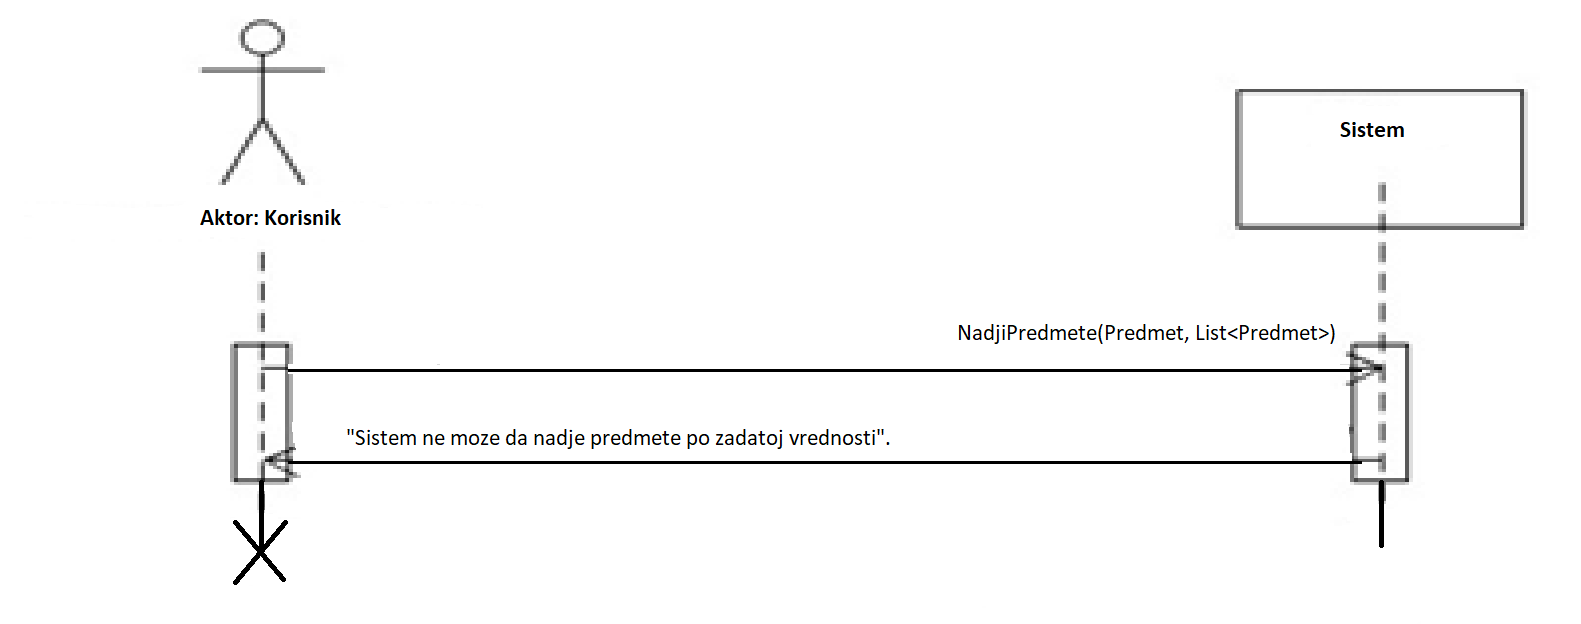 Sistem
Aktor: Korisnik
NadjiPredmete(Predmet, List<Predmet>)
"Sistem ne moze da nadje predmete po zadatoj vrednosti".